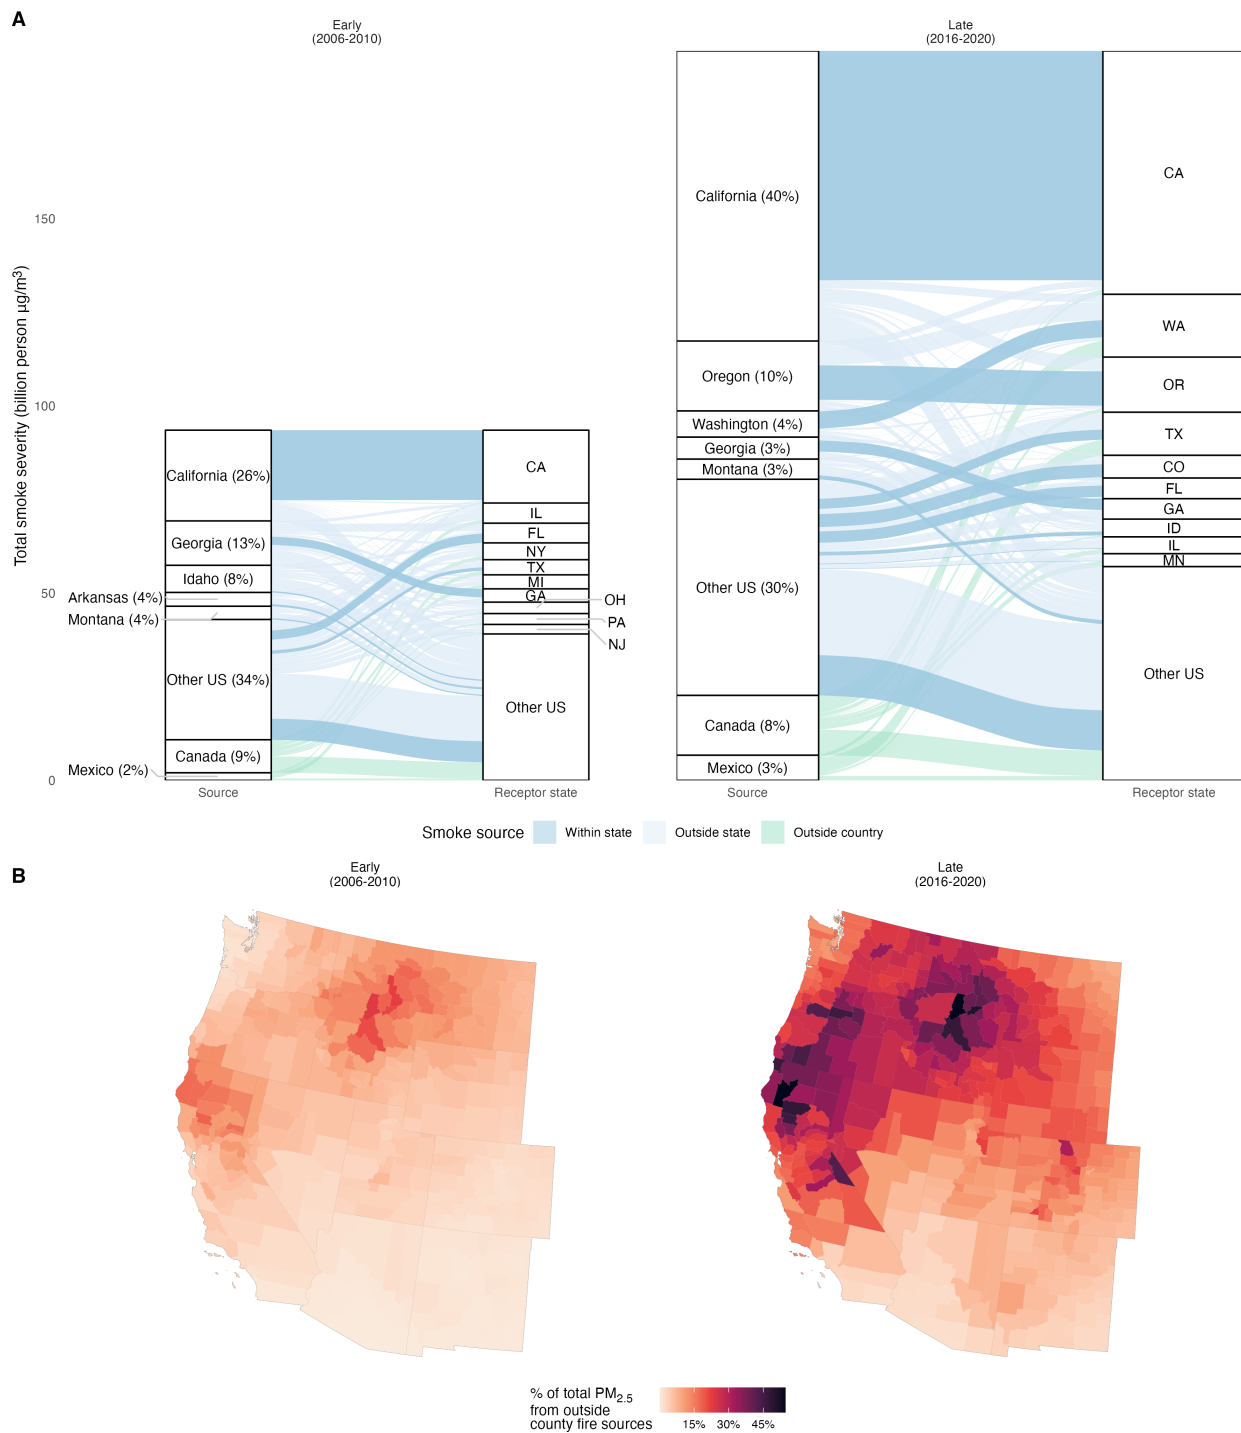 A
Early
(2006-2010)
Late
(2016-2020)
Total smoke severity (billion person µg/m³)
150
100
50
0
California (26%)
Georgia (13%)
Idaho (8%)
Arkansas (4%)
Montana (4%)
Other US (34%)
Canada (9%)
Mexico (2%)
CA
IL
FL
NY
TX
MI
GA
OH
PA
NJ
Other US
Source
Receptor state
California (40%)
Oregon (10%)
Washington (4%)
Georgia (3%)
Montana (3%)
Other US (30%)
Canada (8%)
Mexico (3%)
CA
WA
OR
TX
CO
FL
GA
ID
IL
MN
Other US
Source
Receptor state
Smoke source
Within state
Outside state
Outside country
B
Early
(2006-2010)
Late
(2016-2020)
% of total PM2.5
from outside
county fire sources
15%
30%
45%